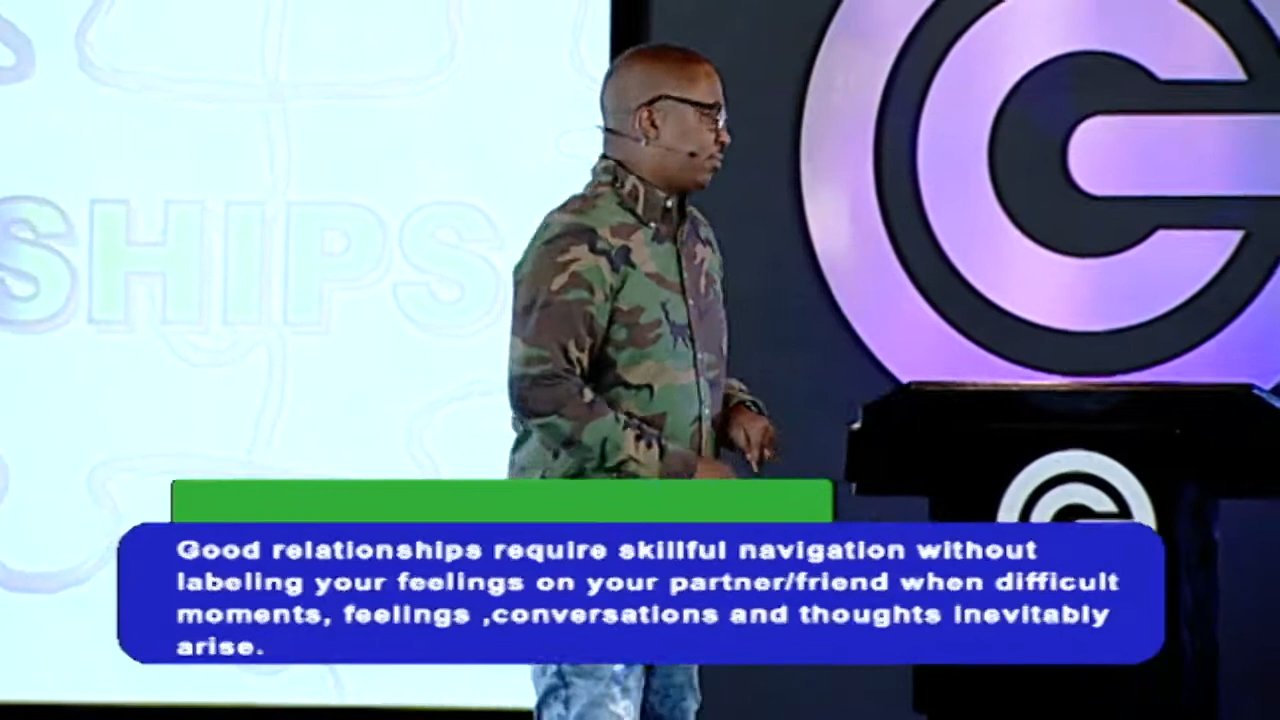 SHIPS
Good relationships require skillful navigation without
labeling your feelings on your partner/friend when difficult
moments, feelings ,conversations and thoughts inevitably
arise.